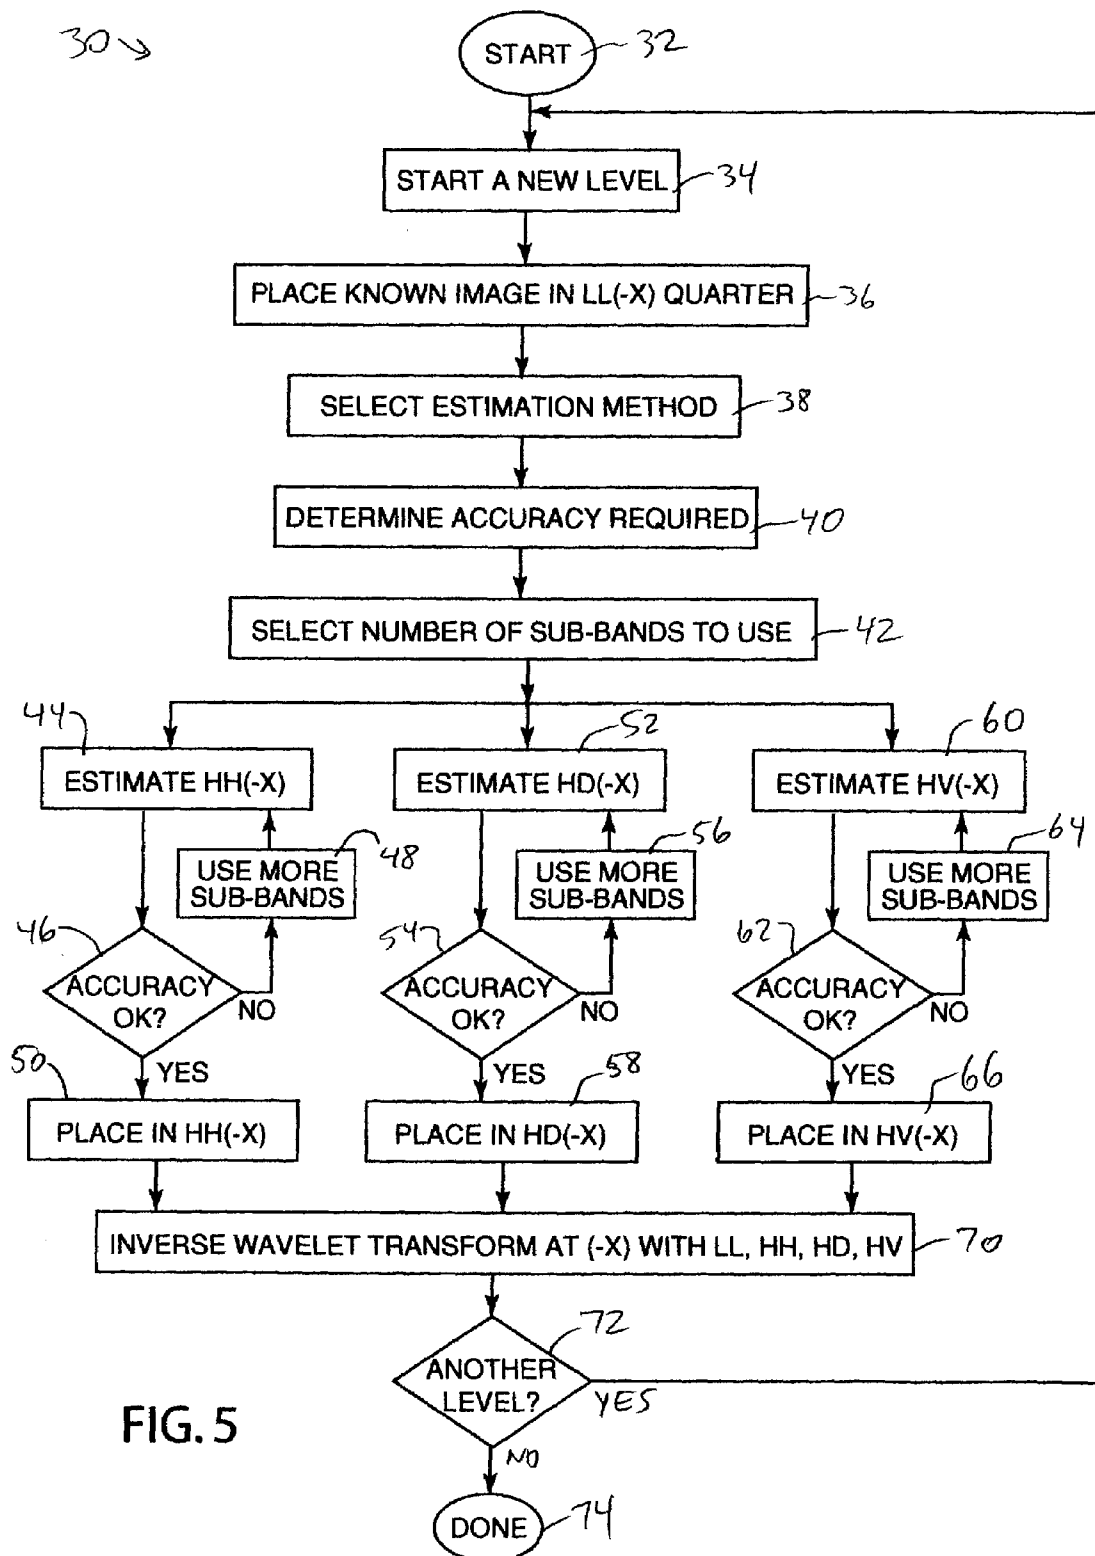 30
START 32
START A NEW LEVEL 34
PLACE KNOWN IMAGE IN LL(-X) QUARTER 36
SELECT ESTIMATION METHOD 38
DETERMINE ACCURACY REQUIRED 40
SELECT NUMBER OF SUB-BANDS TO USE 42
44 52 60
ESTIMATE HH(-X) ESTIMATE HD(-X) ESTIMATE HV(-X)
48 56 64
USE MORE USE MORE USE MORE
SUB-BANDS SUB-BANDS SUB-BANDS
46 54 62
ACCURACY ACCURACY ACCURACY
OK? NO OK? NO OK? NO
YES YES YES
50 58 66
PLACE IN HH(-X) PLACE IN HD(-X) PLACE IN HV(-X)
INVERSE WAVELET TRANSFORM AT (-X) WITH LL, HH, HD, HV 70
72
ANOTHER
LEVEL? YES
FIG. 5
NO
DONE 74